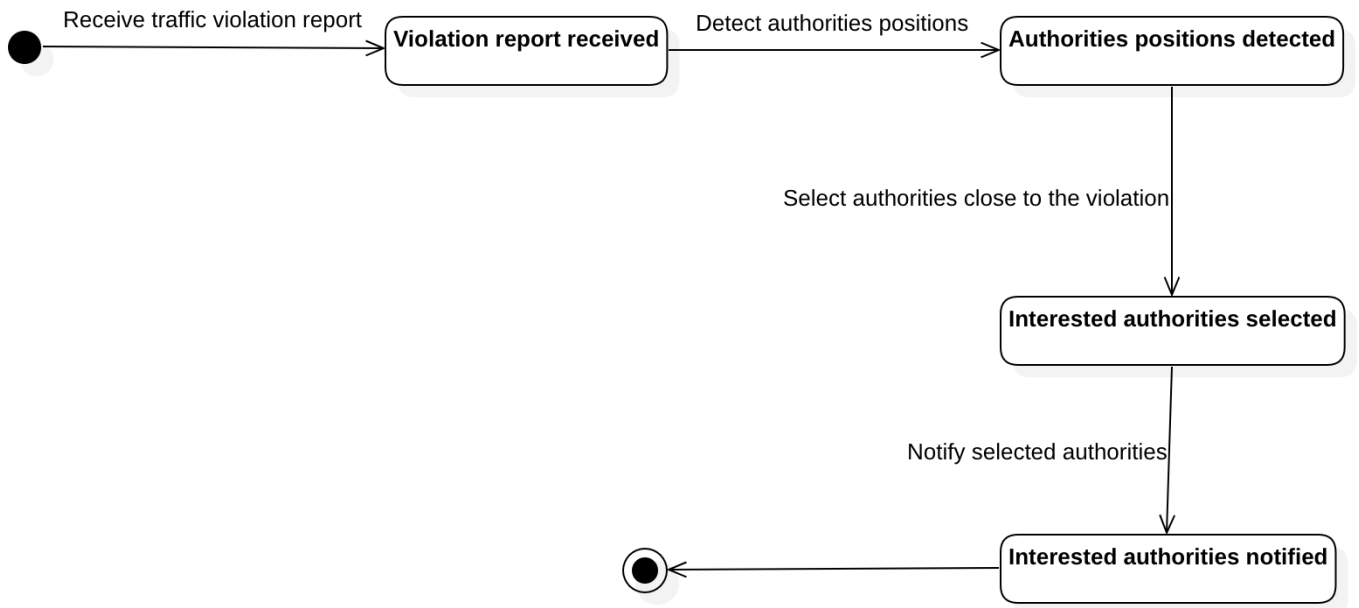 Receive traffic violation report
Violation report received
Detect authorities positions
Authorities positions detected
Select authorities close to the violation
Interested authorities selected
Notify selected authorities
Interested authorities notified